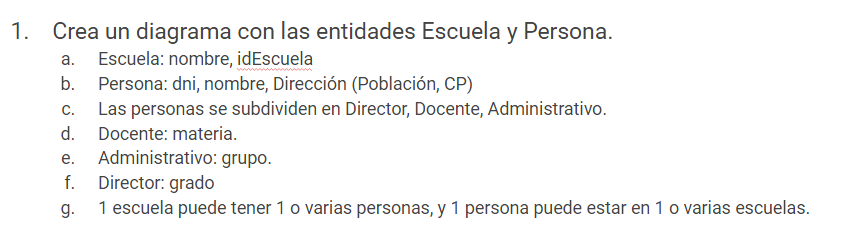 1. Crea un diagrama con las entidades Escuela y Persona.
a. Escuela: nombre, idEscuela
b. Persona: dni, nombre, Dirección (Población, CP)
c. Las personas se subdividen en Director, Docente, Administrativo.
d. Docente: materia.
e. Administrativo: grupo.
f. Director: grado
g. 1 escuela puede tener 1 o varias personas, y 1 persona puede estar en 1 o varias escuelas.